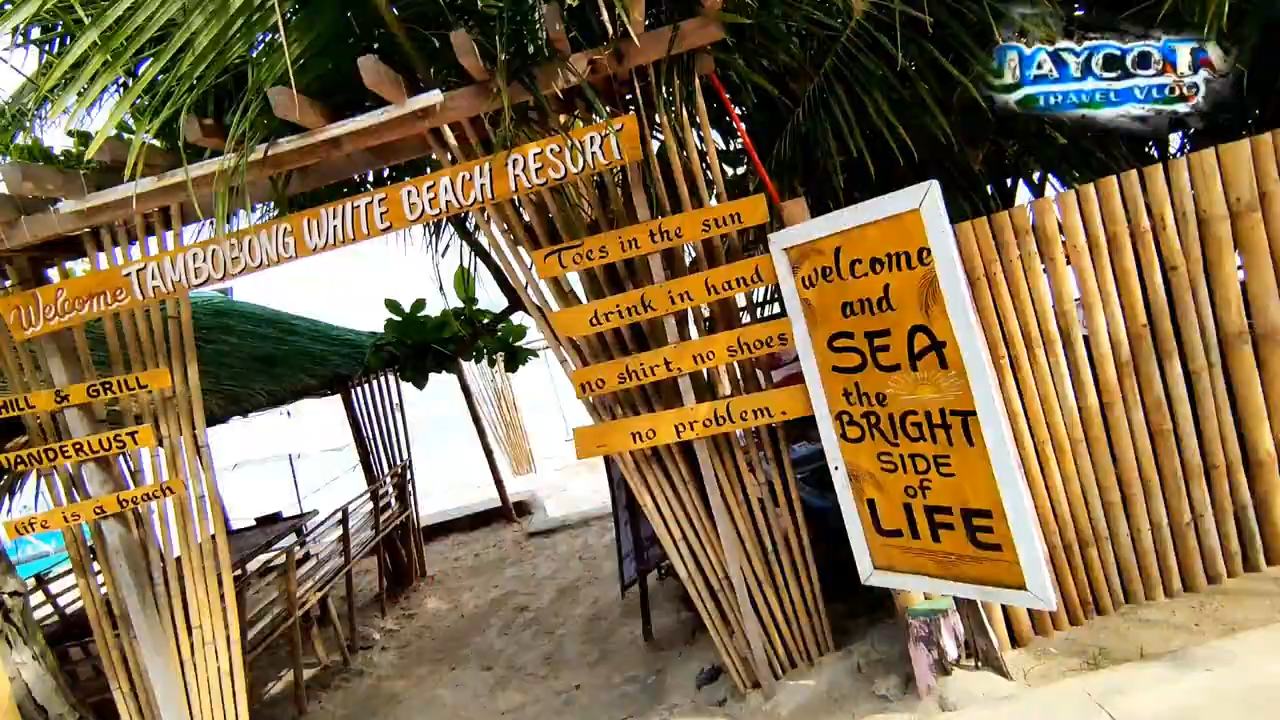 JAYCO
TRAVEL VLOG
Welcome TAMBOBONG WHITE BEACH RESORT
HILL & GRILL
WANDERLUST
life is a beach
Toes in the sun
drink in hand
no shirt, no shoes
no problem.
welcome
and
SEA
the
BRIGHT
SIDE
of
LIFE